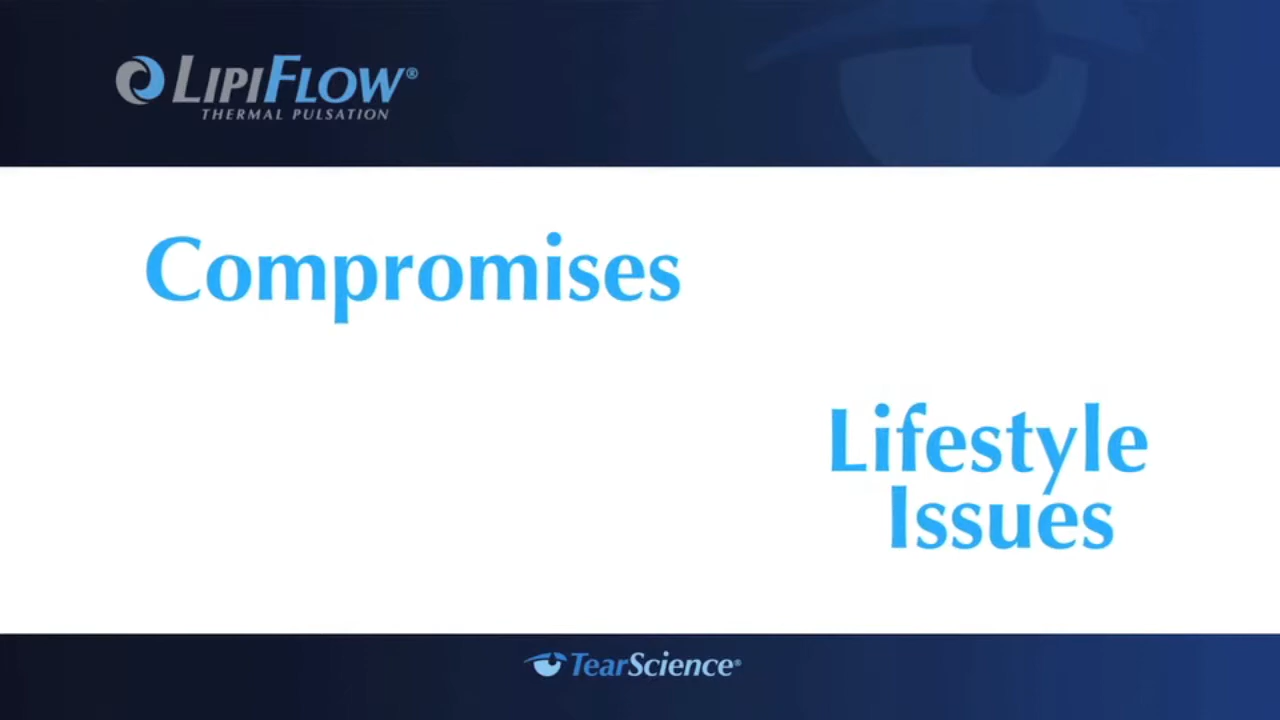 LIPIFLOW®
THERMAL PULSATION
Compromises
Lifestyle
Issues
TearScience®